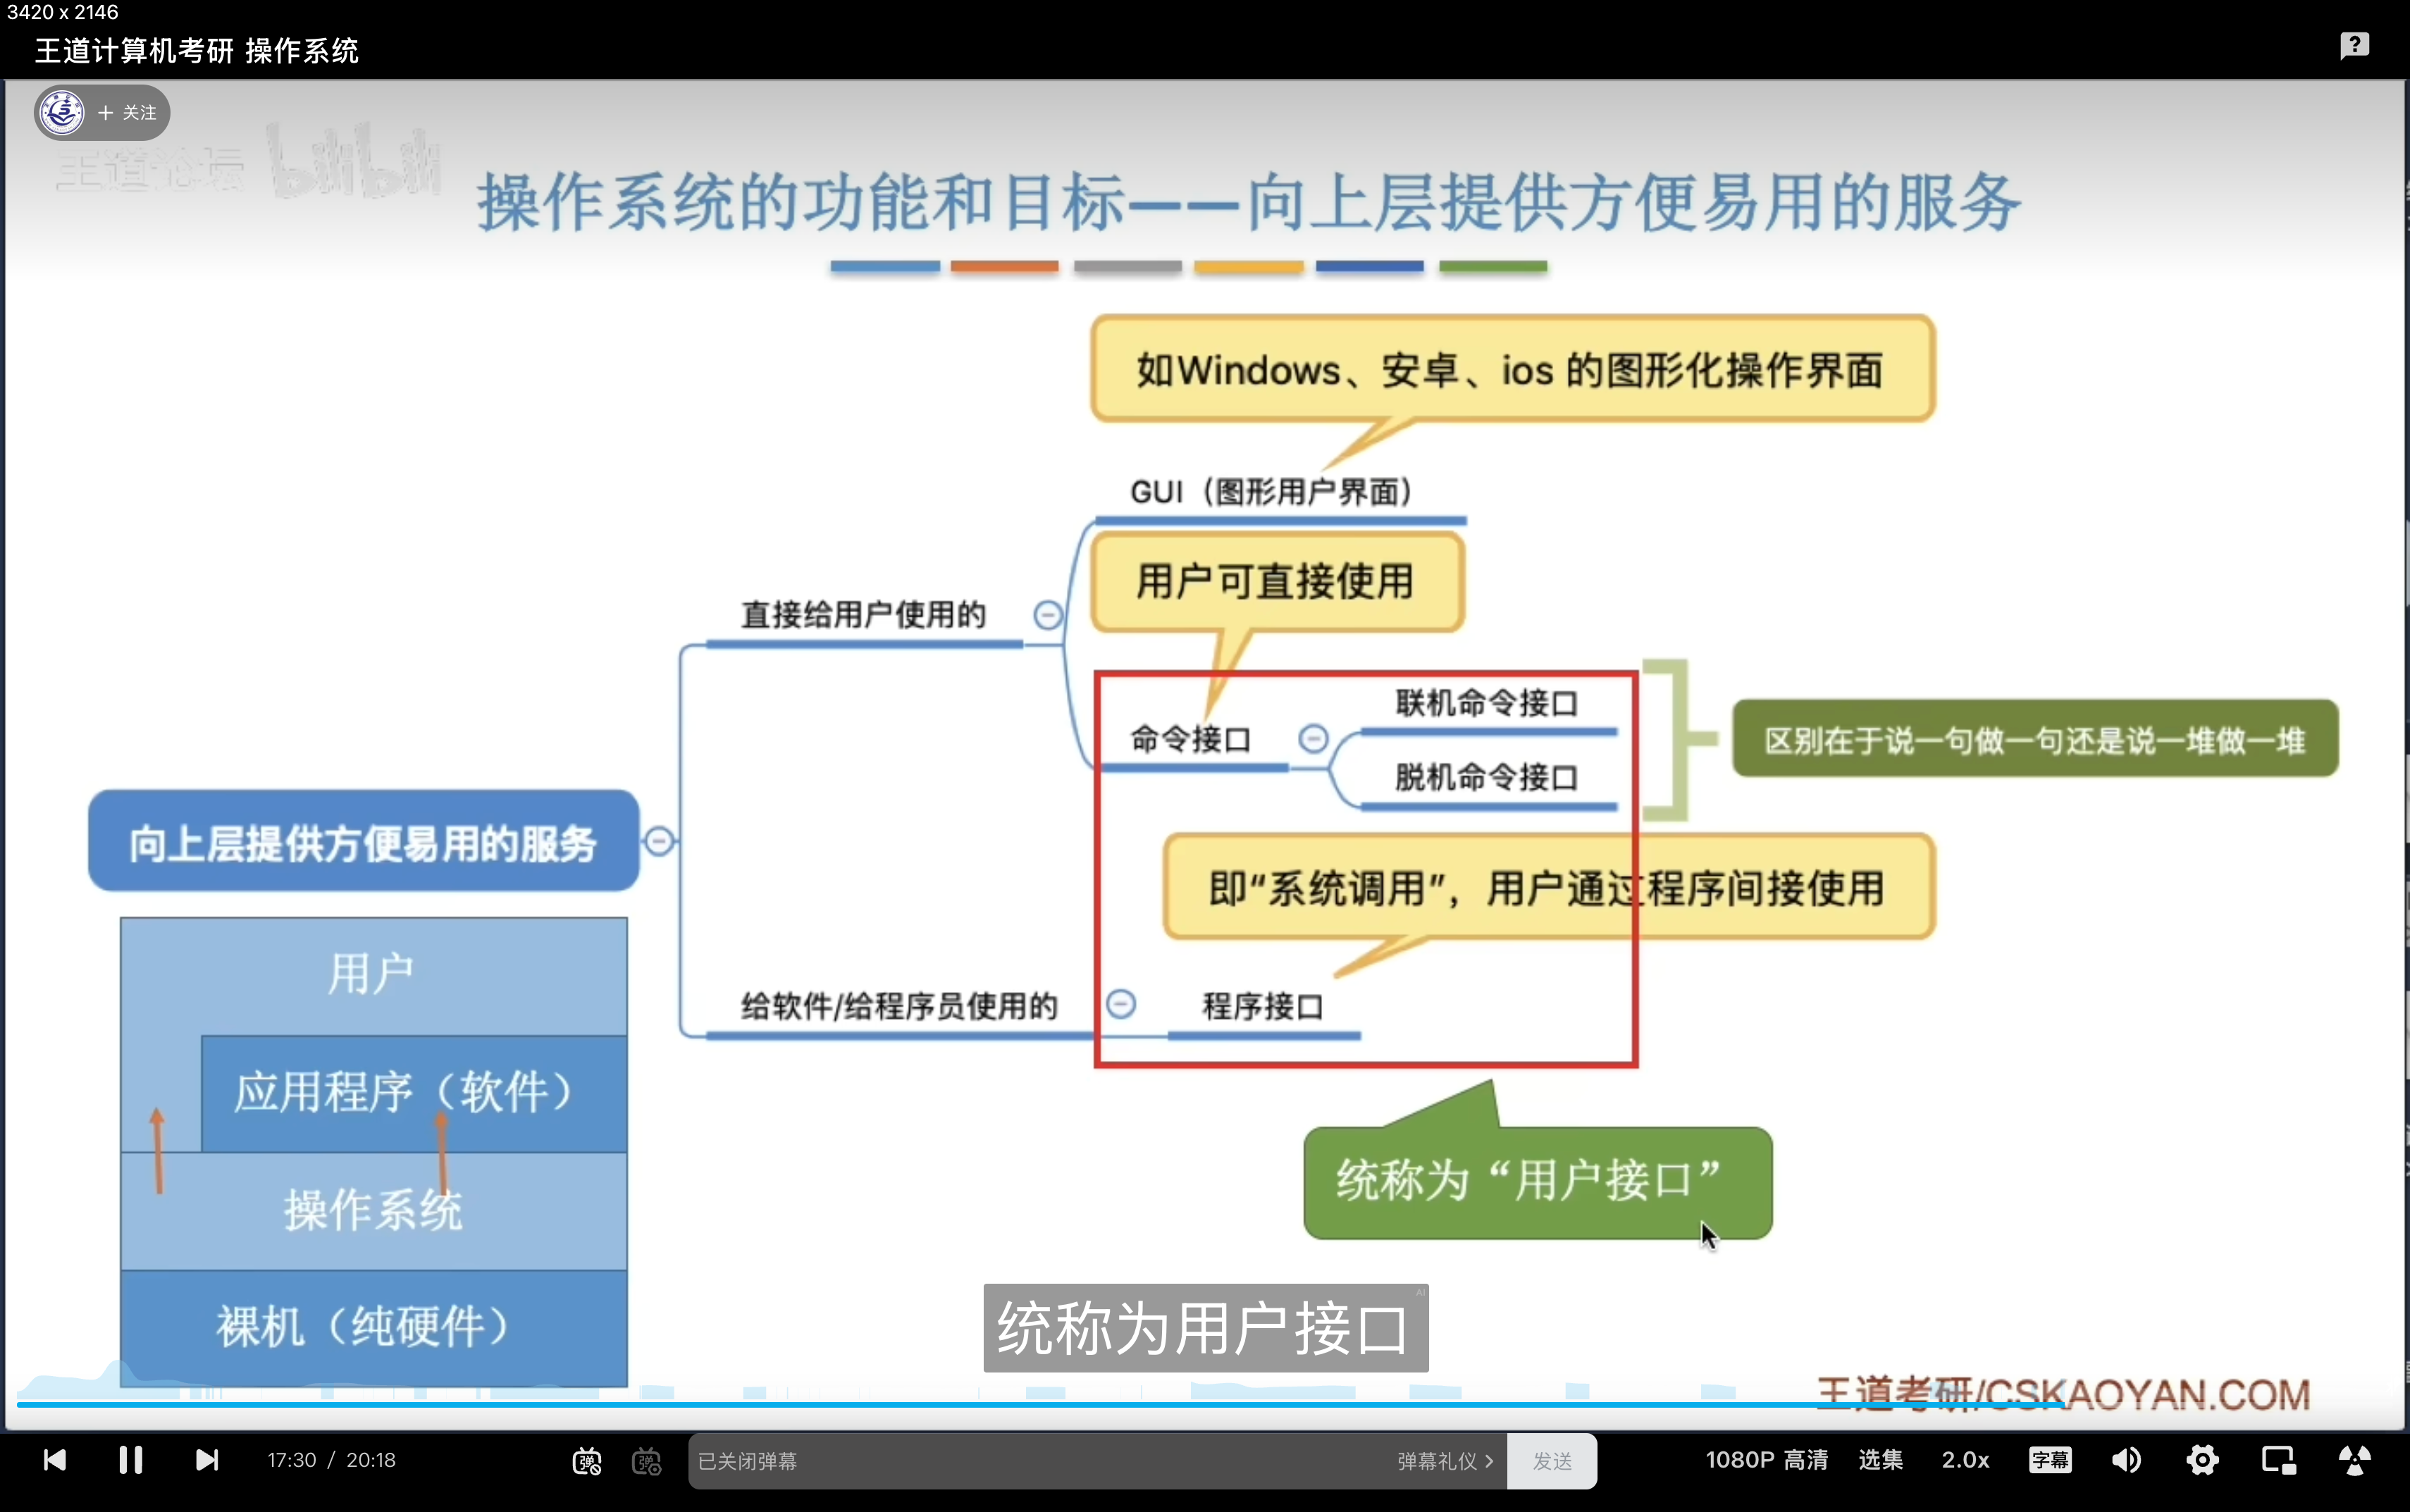 3420 x 2146
王道计算机考研 操作系统
+ 关注
王道论坛 bilibili
操作系统的功能和目标——向上层提供方便易用的服务
如Windows、安卓、ios 的图形化操作界面
GUI（图形用户界面）
用户可直接使用
直接给用户使用的
联机命令接口
命令接口
脱机命令接口
区别在于说一句做一句还是说一堆做一堆
向上层提供方便易用的服务
即“系统调用”，用户通过程序间接使用
给软件/给程序员使用的
程序接口
用户
应用程序（软件）
操作系统
裸机（纯硬件）
统称为“用户接口”
统称为用户接口
AI
王道考研/CSKAOYAN.COM
17:30 / 20:18
弹
弹
已关闭弹幕
弹幕礼仪 >
发送
1080P 高清
选集
2.0x
字幕